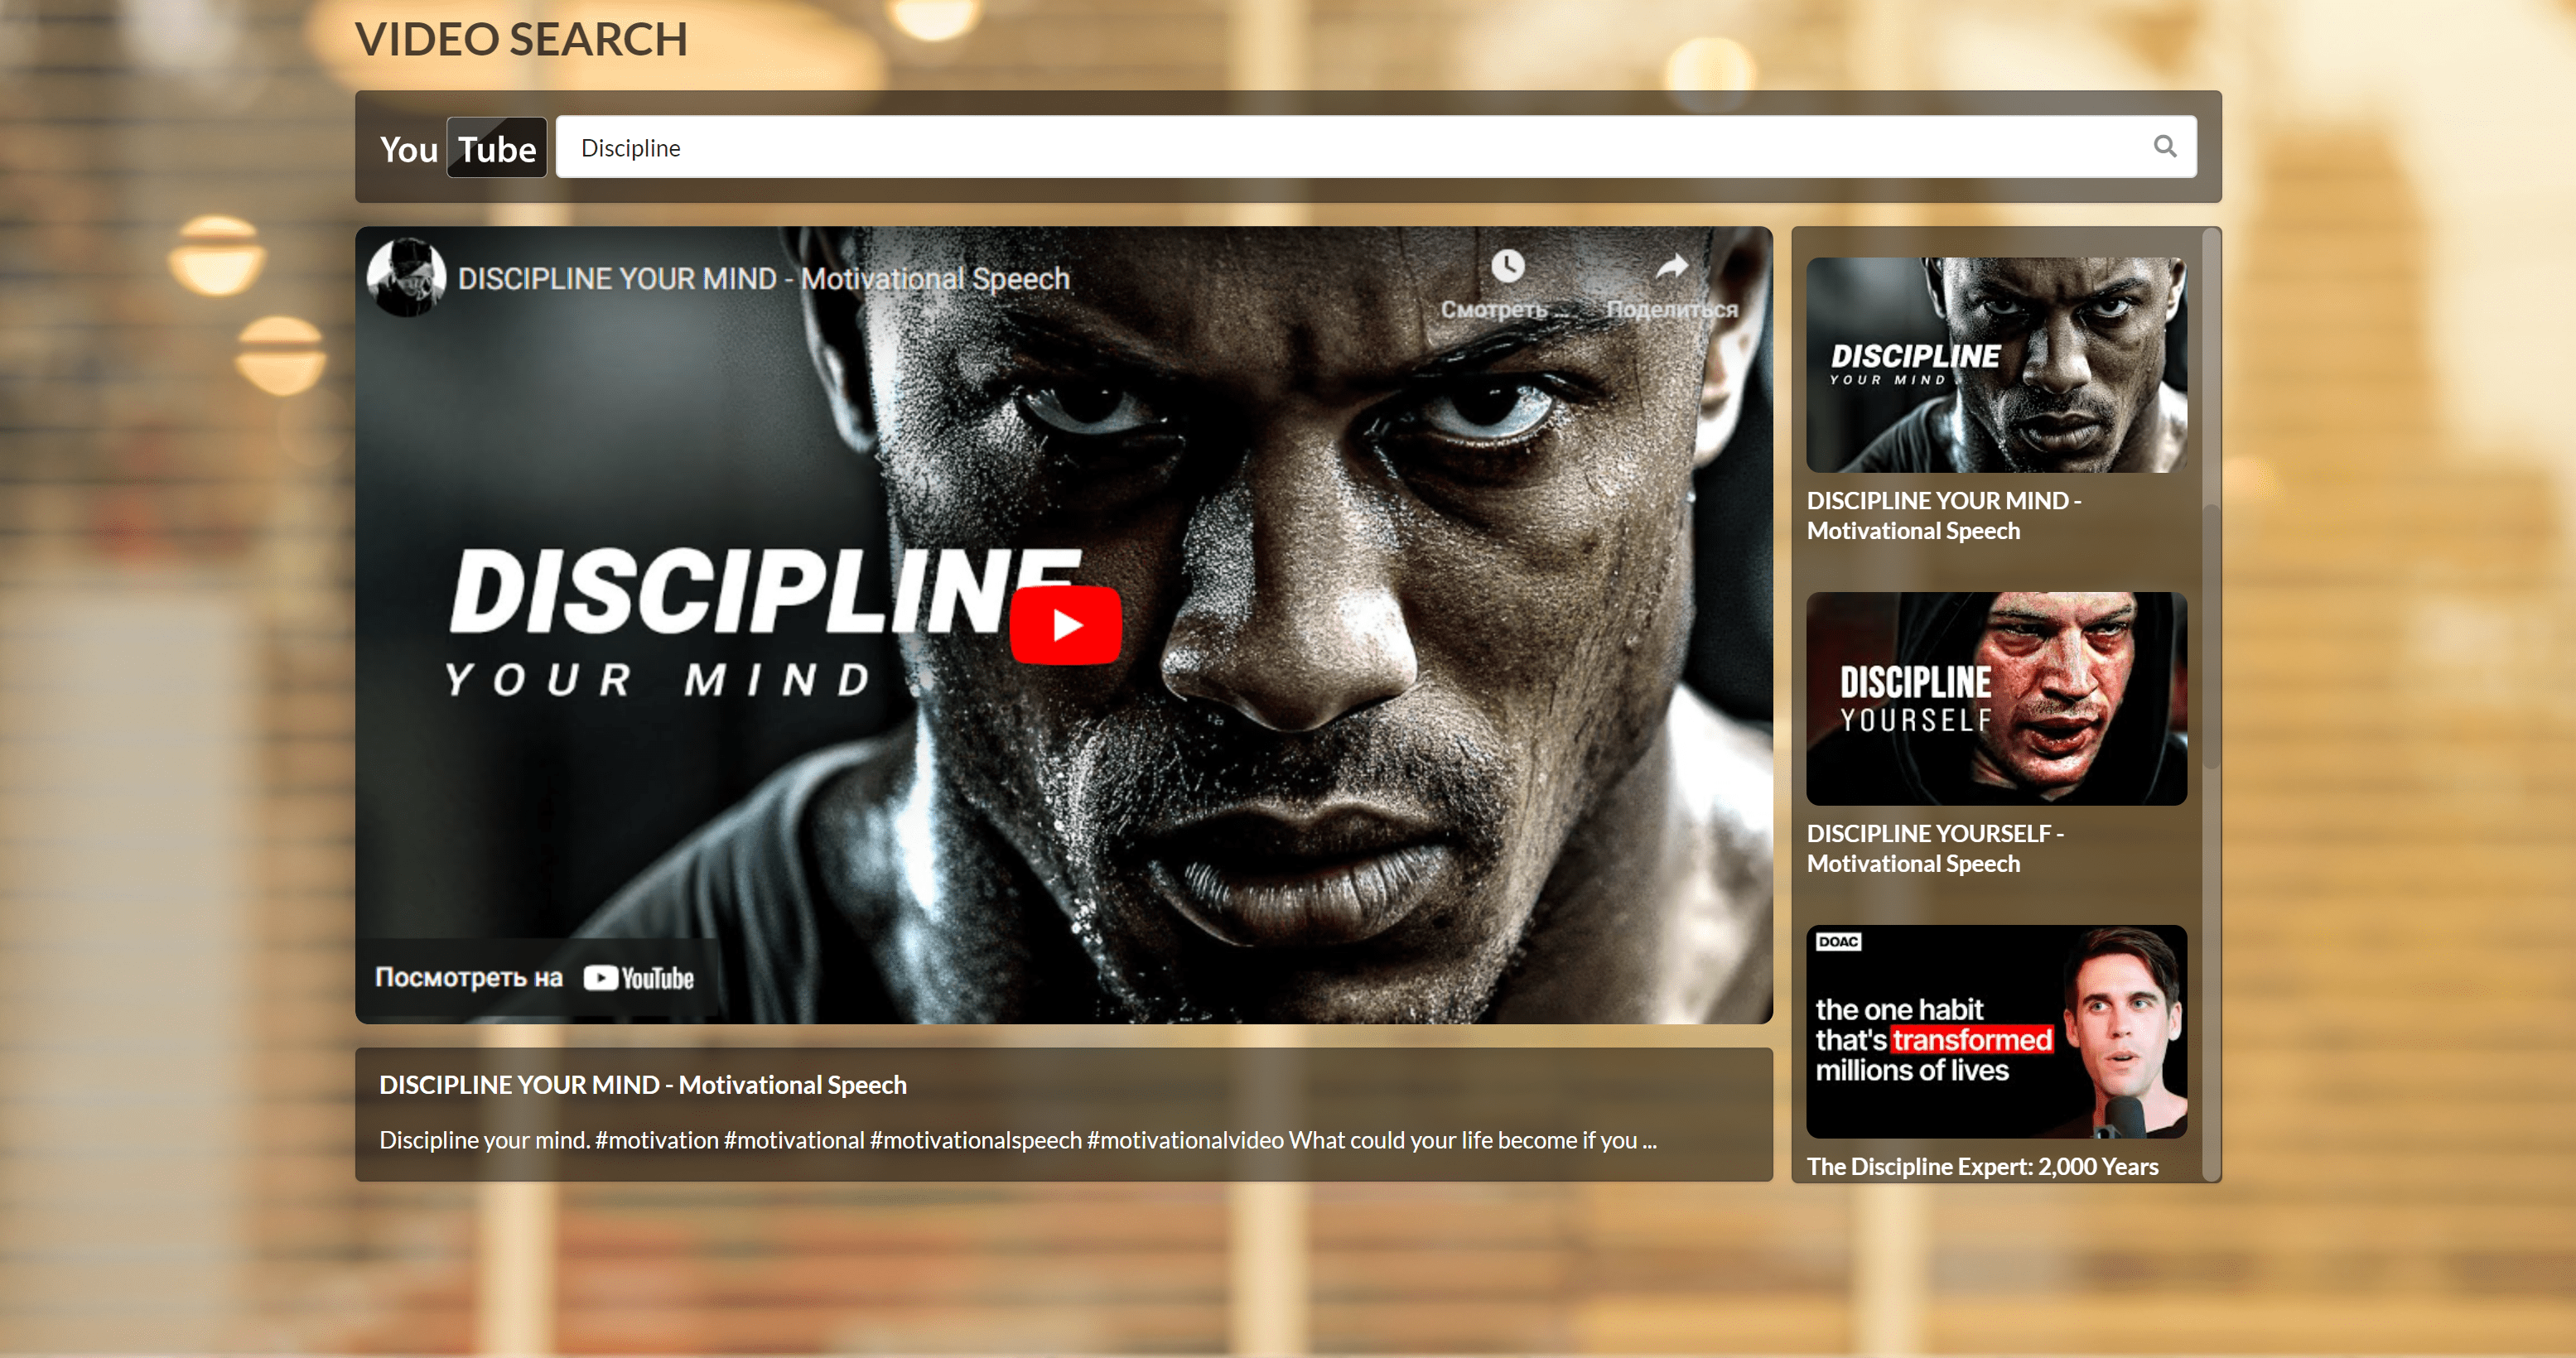 VIDEO SEARCH
You Tube
Discipline
DISCIPLINE YOUR MIND - Motivational Speech
Смотреть ...
Поделиться
DISCIPLINE
YOUR MIND
Посмотреть на YouTube
DISCIPLINE YOUR MIND - Motivational Speech
Discipline your mind. #motivation #motivational #motivationalspeech #motivationalvideo What could your life become if you ...
DISCIPLINE
YOUR MIND
DISCIPLINE YOUR MIND -
Motivational Speech
DISCIPLINE
YOURSELF
DISCIPLINE YOURSELF -
Motivational Speech
DOAC
the one habit
that's transformed
millions of lives
The Discipline Expert: 2,000 Years